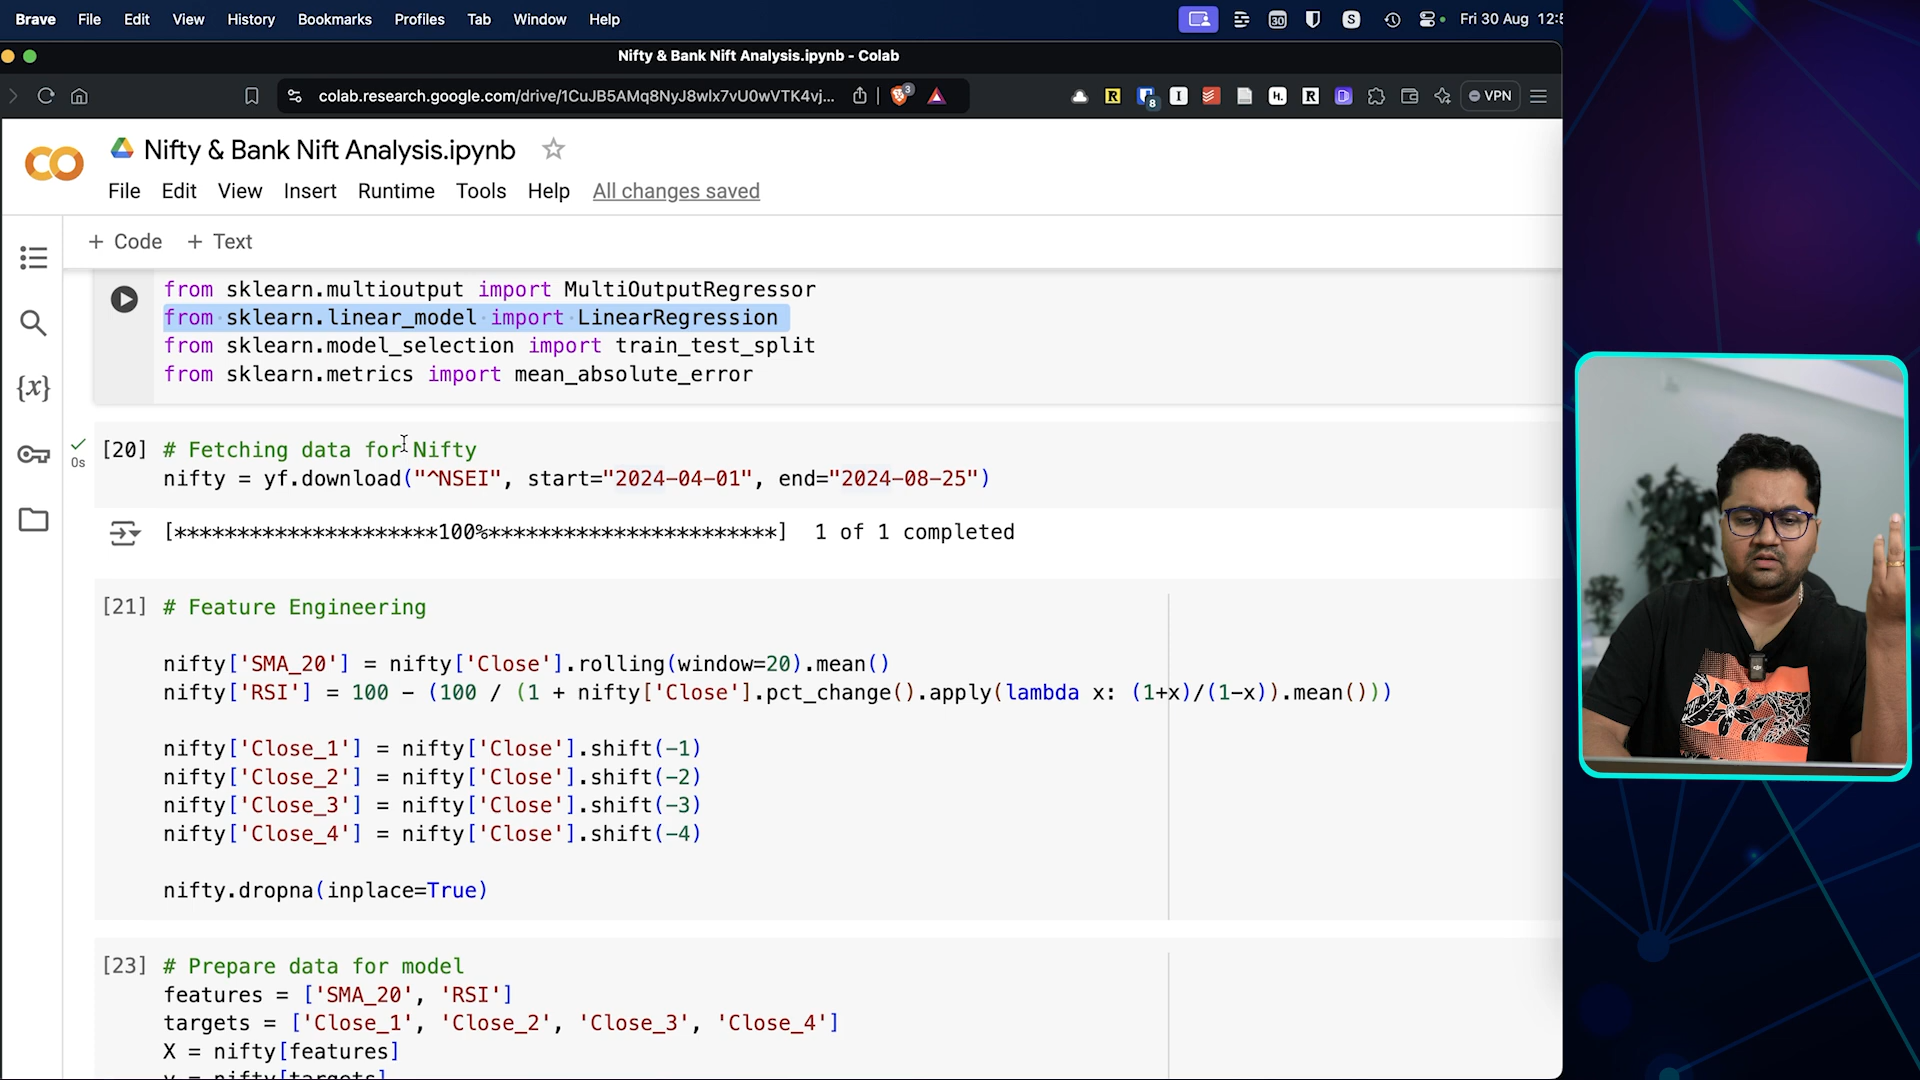 Brave File Edit View History Bookmarks Profiles Tab Window Help
30 S Fri 30 Aug 12:5
Nifty & Bank Nift Analysis.ipynb - Colab
colab.research.google.com/drive/1CuJB5AMq8NyJ8wIx7vU0wVTK4vj... 3 R 8 I h. R VPN
Nifty & Bank Nift Analysis.ipynb
File Edit View Insert Runtime Tools Help All changes saved
+ Code + Text
from sklearn.multioutput import MultiOutputRegressor
from sklearn.linear_model import LinearRegression
from sklearn.model_selection import train_test_split
from sklearn.metrics import mean_absolute_error
{x}
0s
[20] # Fetching data for Nifty
nifty = yf.download("^NSEI", start="2024-04-01", end="2024-08-25")
[*********************100%***********************] 1 of 1 completed
[21] # Feature Engineering
nifty['SMA_20'] = nifty['Close'].rolling(window=20).mean()
nifty['RSI'] = 100 - (100 / (1 + nifty['Close'].pct_change().apply(lambda x: (1+x)/(1-x)).mean()))
nifty['Close_1'] = nifty['Close'].shift(-1)
nifty['Close_2'] = nifty['Close'].shift(-2)
nifty['Close_3'] = nifty['Close'].shift(-3)
nifty['Close_4'] = nifty['Close'].shift(-4)
nifty.dropna(inplace=True)
[23] # Prepare data for model
features = ['SMA_20', 'RSI']
targets = ['Close_1', 'Close_2', 'Close_3', 'Close_4']
X = nifty[features]
y = nifty[targets]